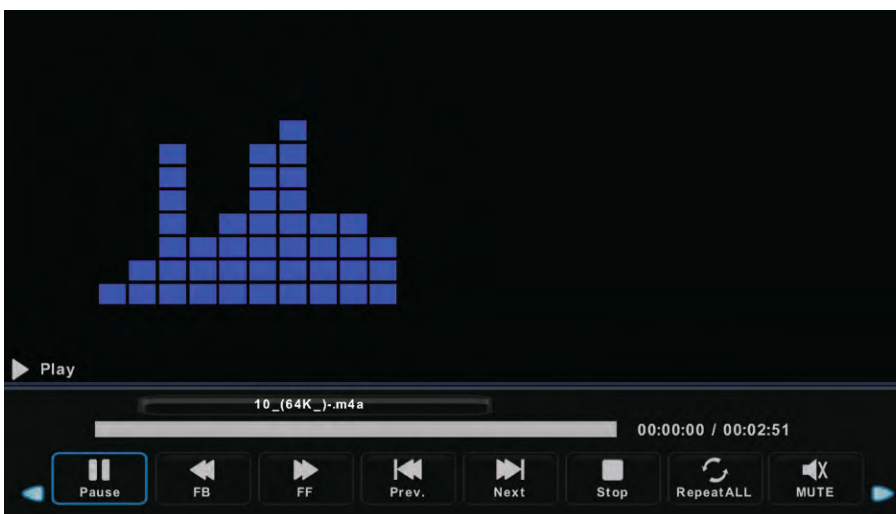 Play
10_(64K_)-.m4a
00:00:00 / 00:02:51
Pause FB FF Prev. Next Stop RepeatALL MUTE